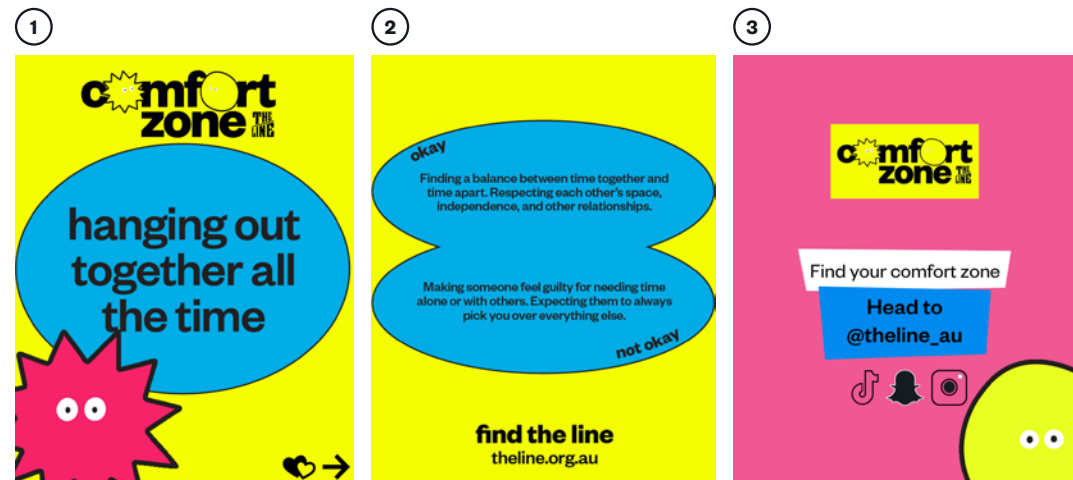 1
2
3
comfort
zone THE LINE
hanging out
together all
the time
okay
Finding a balance between time together and
time apart. Respecting each other's space,
independence, and other relationships.
Making someone feel guilty for needing time
alone or with others. Expecting them to always
pick you over everything else.
not okay
find the line
theline.org.au
comfort
zone THE LINE
Find your comfort zone
Head to
@theline_au